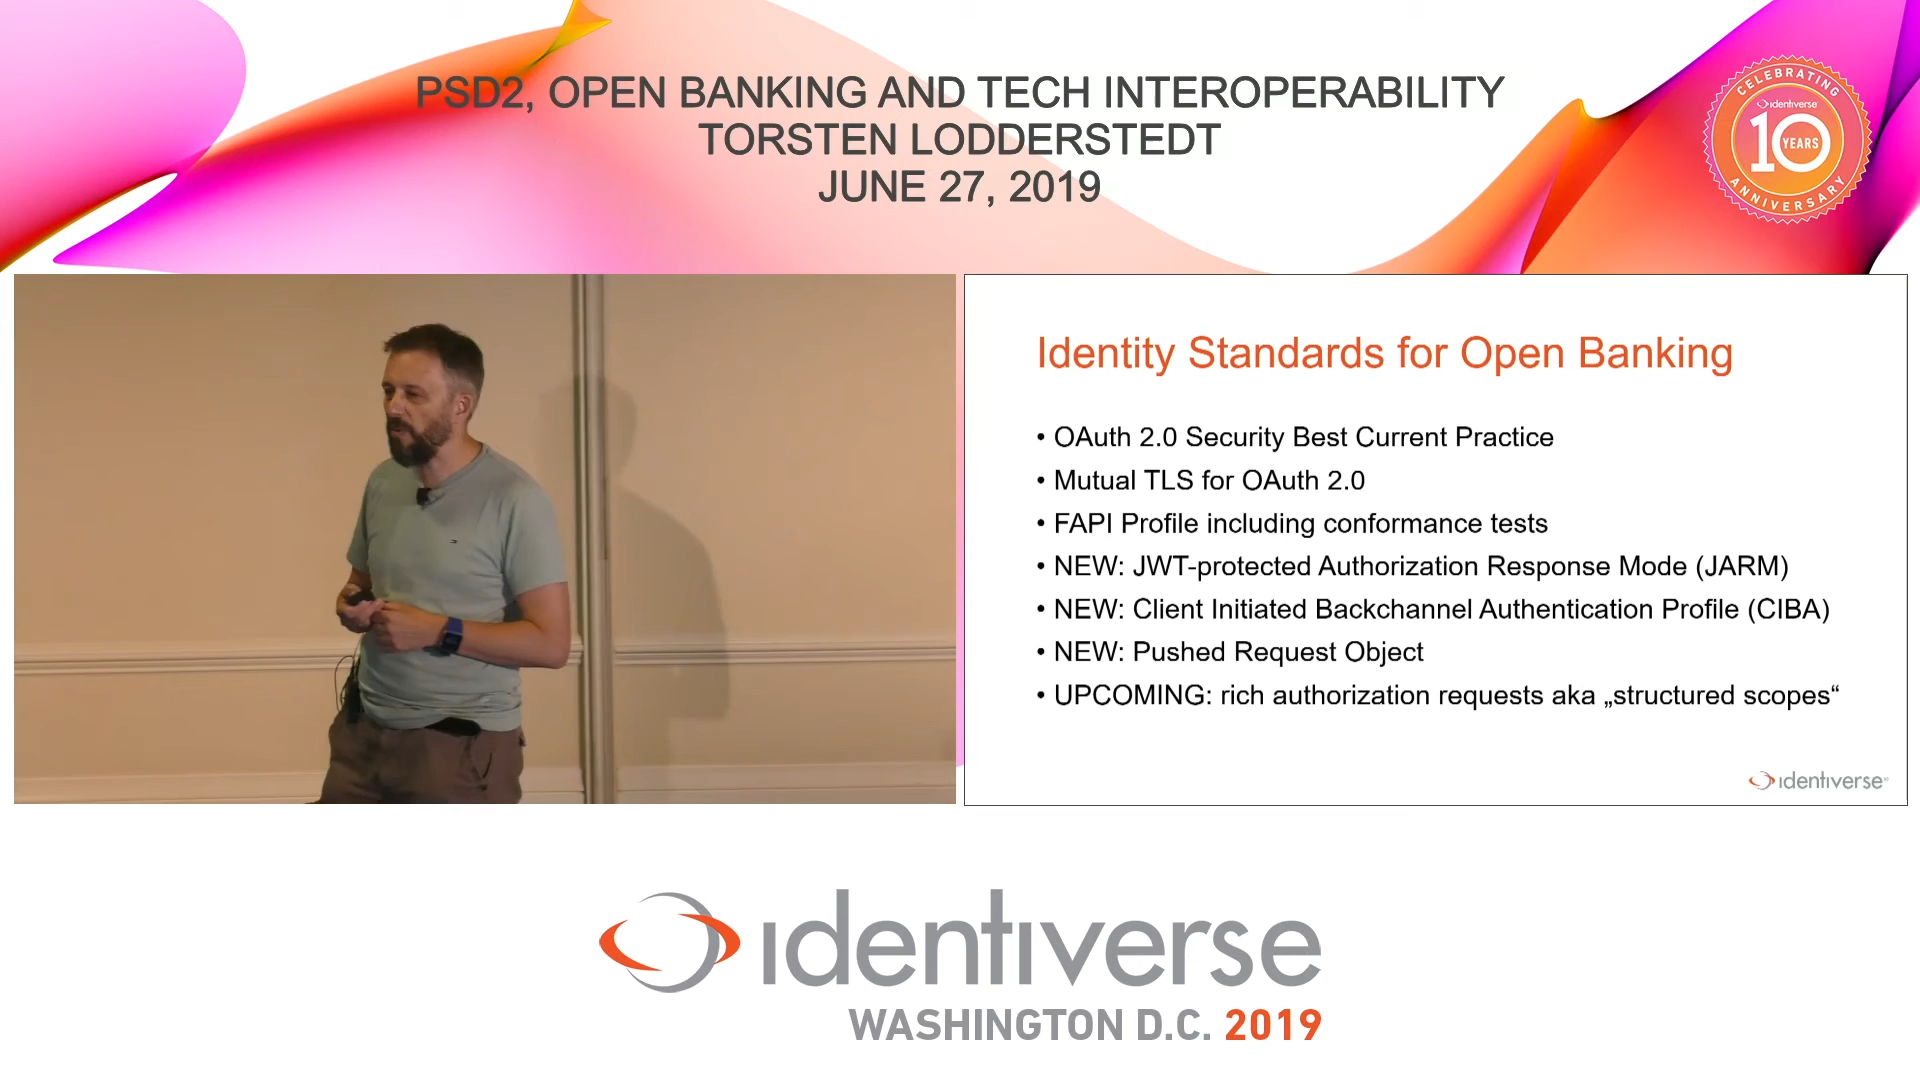 PSD2, OPEN BANKING AND TECH INTEROPERABILITY
TORSTEN LODDERSTEDT
JUNE 27, 2019
CELEBRATING
identiverse
10 YEARS
ANNIVERSARY
Identity Standards for Open Banking
• OAuth 2.0 Security Best Current Practice
• Mutual TLS for OAuth 2.0
• FAPI Profile including conformance tests
• NEW: JWT-protected Authorization Response Mode (JARM)
• NEW: Client Initiated Backchannel Authentication Profile (CIBA)
• NEW: Pushed Request Object
• UPCOMING: rich authorization requests aka „structured scopes“
identiverse
identiverse
WASHINGTON D.C. 2019